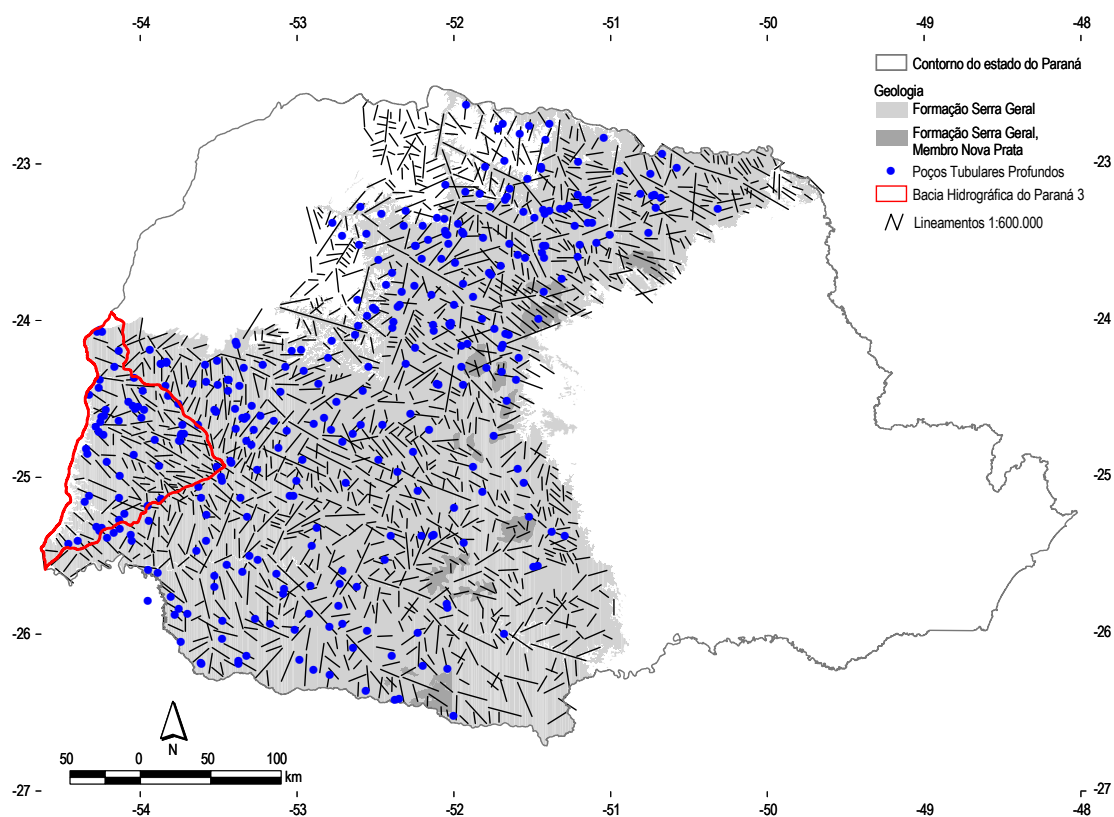 -54 -53 -52 -51 -50 -49 -48
Contorno do estado do Paraná
Geologia
Formação Serra Geral
Formação Serra Geral,
Membro Nova Prata
Poços Tubulares Profundos
Bacia Hidrográfica do Paraná 3
Lineamentos 1:600.000
-23 -23
-24 -24
-25 -25
-26 -26
N
50 0 50 100
km
-27 -27
-54 -53 -52 -51 -50 -49 -48